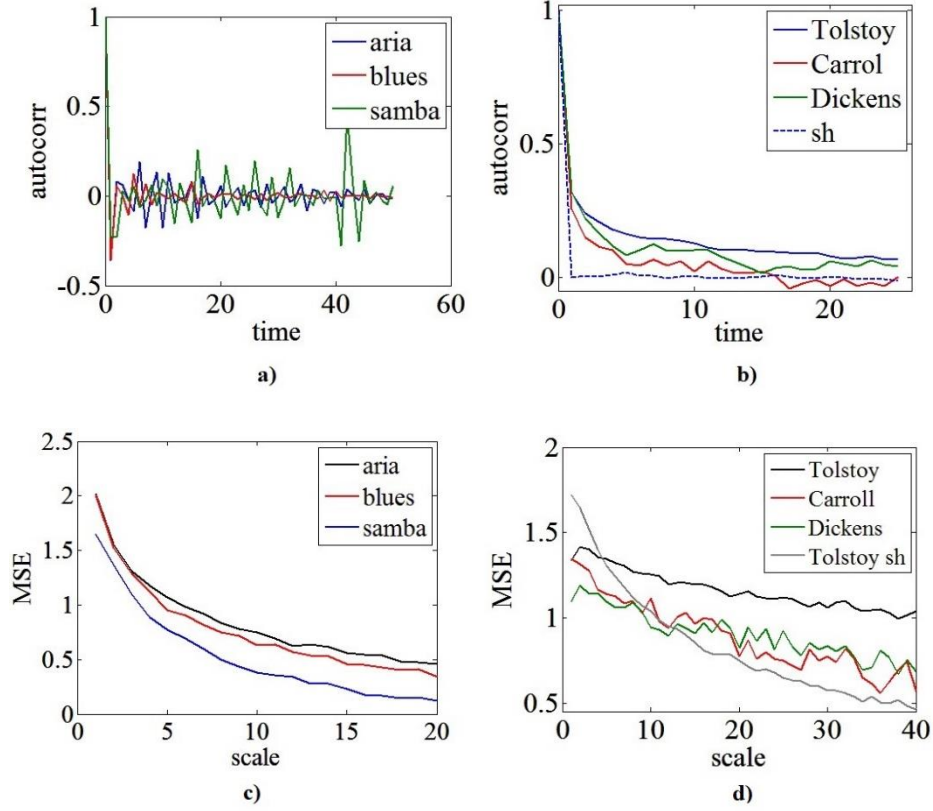 1
0.5
0
-0.5
autocorr
0
20
40
60
time
aria
blues
samba
a)
1
0.5
0
autocorr
0
10
20
time
Tolstoy
Carrol
Dickens
sh
b)
2.5
2
1.5
1
0.5
0
MSE
0
5
10
15
20
scale
aria
blues
samba
c)
2
1.5
1
0.5
MSE
0
10
20
30
40
scale
Tolstoy
Carroll
Dickens
Tolstoy sh
d)